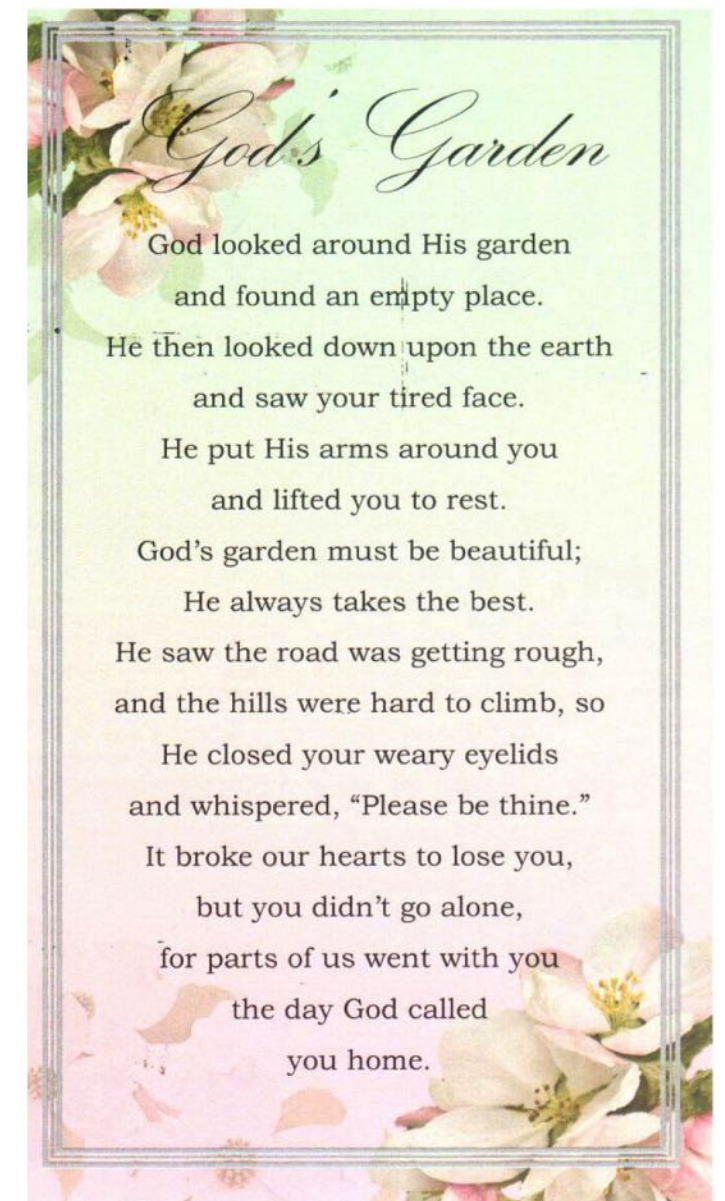 God's Garden
God looked around His garden
and found an empty place.
He then looked down upon the earth
and saw your tired face.
He put His arms around you
and lifted you to rest.
God's garden must be beautiful;
He always takes the best.
He saw the road was getting rough,
and the hills were hard to climb, so
He closed your weary eyelids
and whispered, “Please be thine.”
It broke our hearts to lose you,
but you didn't go alone,
for parts of us went with you
the day God called
you home.